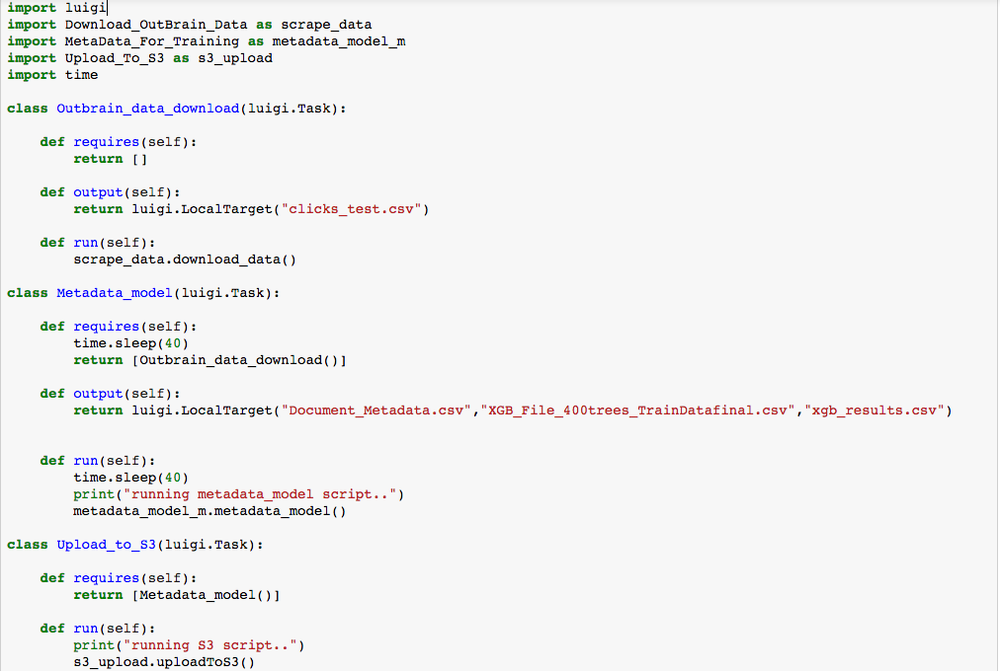 import luigi
import Download_OutBrain_Data as scrape_data
import MetaData_For_Training as metadata_model_m
import Upload_To_S3 as s3_upload
import time
class Outbrain_data_download(luigi.Task):
def requires(self):
return []
def output(self):
return luigi.LocalTarget("clicks_test.csv")
def run(self):
scrape_data.download_data()
class Metadata_model(luigi.Task):
def requires(self):
time.sleep(40)
return [Outbrain_data_download()]
def output(self):
return luigi.LocalTarget("Document_Metadata.csv","XGB_File_400trees_TrainDatafinal.csv","xgb_results.csv")
def run(self):
time.sleep(40)
print("running metadata_model script..")
metadata_model_m.metadata_model()
class Upload_to_S3(luigi.Task):
def requires(self):
return [Metadata_model()]
def run(self):
print("running S3 script..")
s3_upload.uploadToS3()